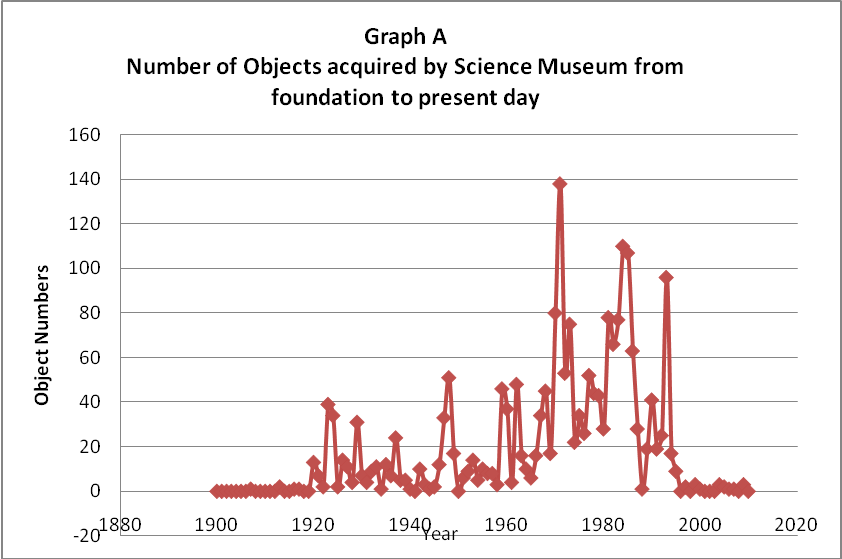 Graph A
Number of Objects acquired by Science Museum from
foundation to present day
160
140
120
100
80
60
40
20
0
-20
Object Numbers
1880 1900 1920 1940 1960 1980 2000 2020
Year